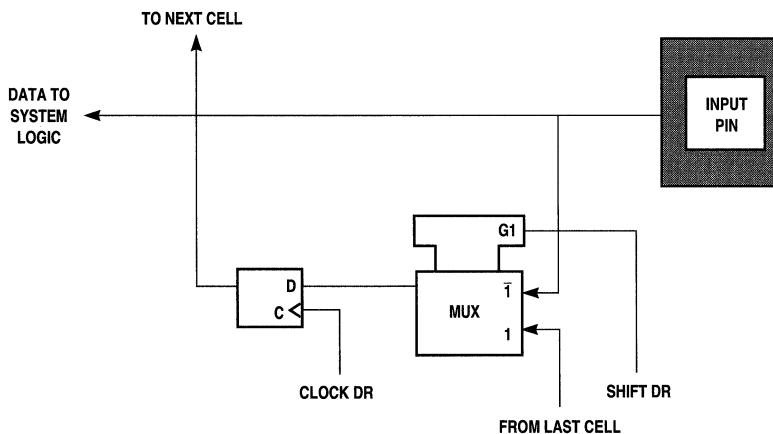 TO NEXT CELL
DATA TO
SYSTEM
LOGIC
INPUT
PIN
G1
D
C
MUX
1̅
1
CLOCK DR
SHIFT DR
FROM LAST CELL